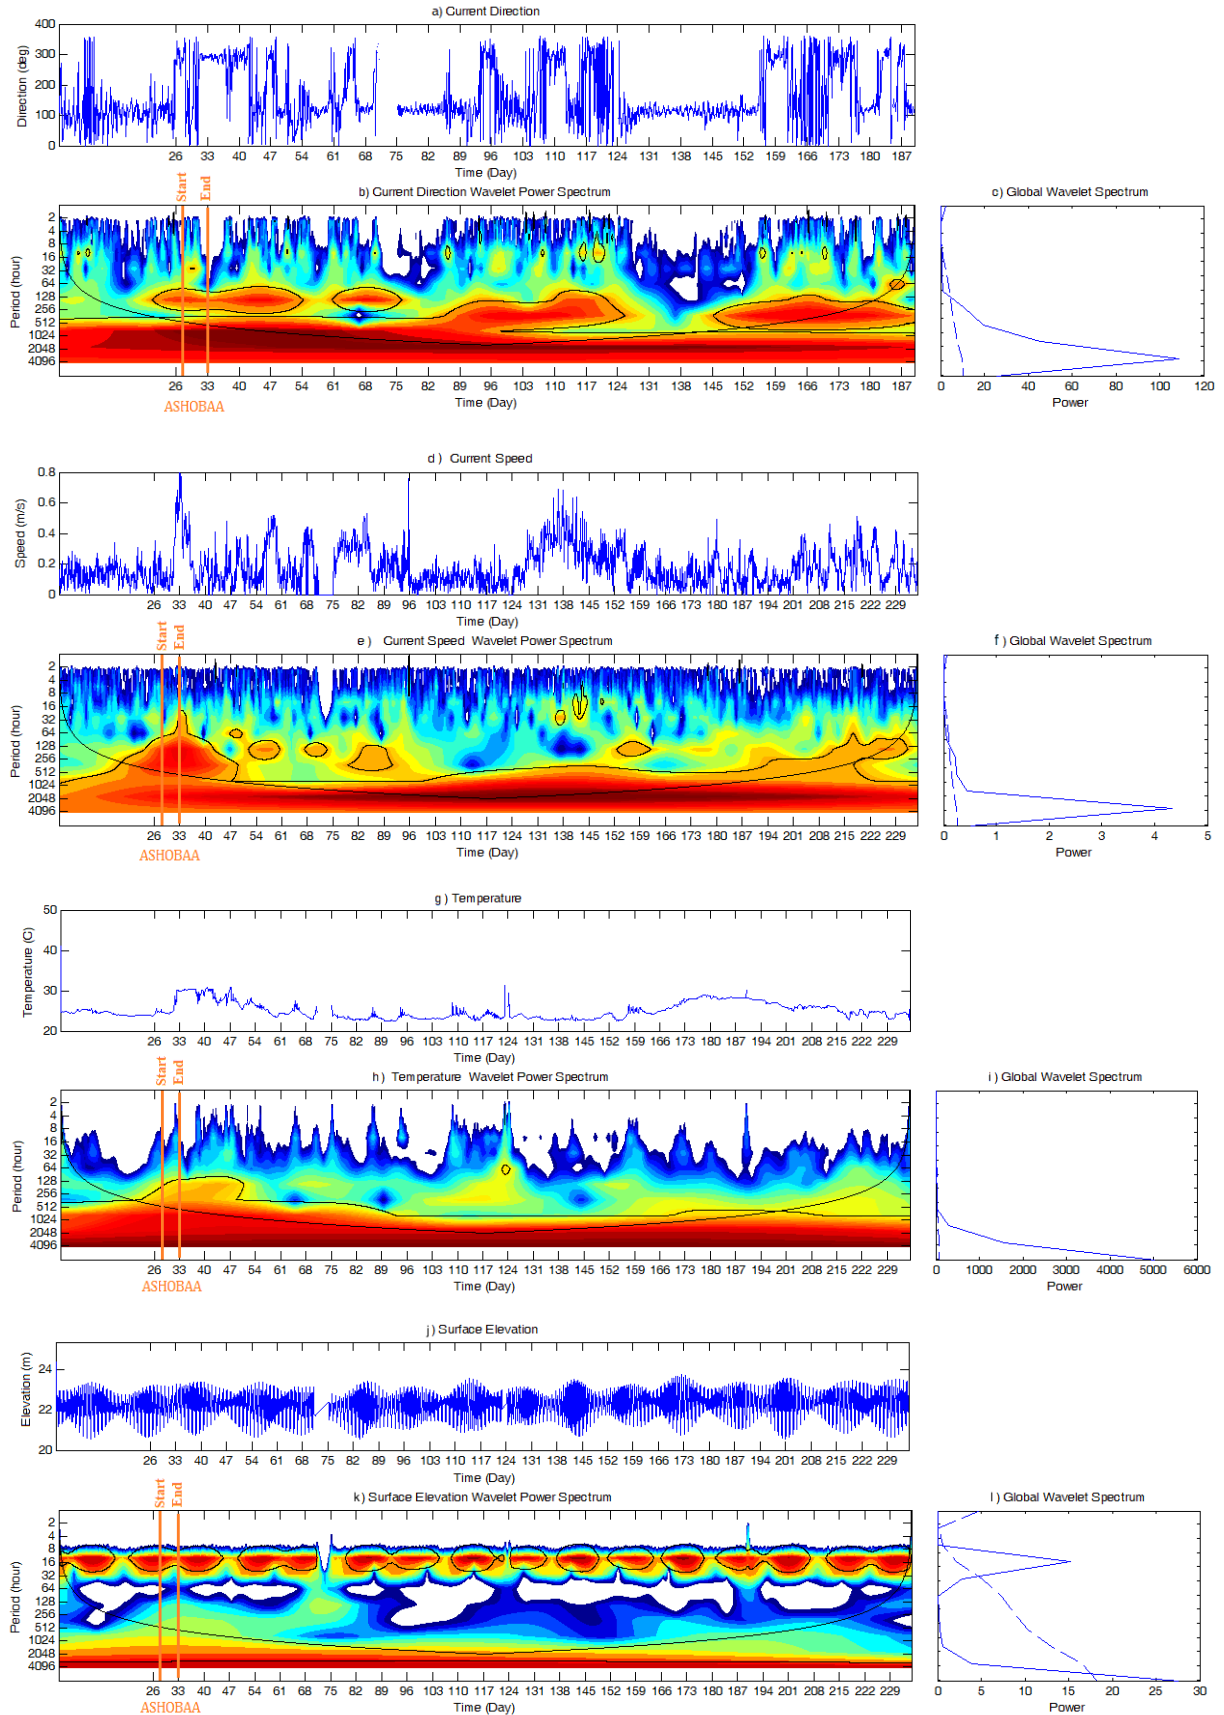 a) Current Direction
400
300
200
100
0
Direction (deg)
26 33 40 47 54 61 68 75 82 89 96 103 110 117 124 131 138 145 152 159 166 173 180 187
Time (Day)
Start
End
b) Current Direction Wavelet Power Spectrum
c) Global Wavelet Spectrum
2
4
8
16
32
64
128
256
512
1024
2048
4096
Period (hour)
26 33 40 47 54 61 68 75 82 89 96 103 110 117 124 131 138 145 152 159 166 173 180 187
0 20 40 60 80 100 120
Time (Day)
Power
ASHOBAA
d ) Current Speed
0.8
0.6
0.4
0.2
0
Speed (m/s)
26 33 40 47 54 61 68 75 82 89 96 103 110 117 124 131 138 145 152 159 166 173 180 187 194 201 208 215 222 229
Time (Day)
Start
End
e ) Current Speed Wavelet Power Spectrum
f ) Global Wavelet Spectrum
2
4
8
16
32
64
128
256
512
1024
2048
4096
Period (hour)
26 33 40 47 54 61 68 75 82 89 96 103 110 117 124 131 138 145 152 159 166 173 180 187 194 201 208 215 222 229
0 1 2 3 4 5
Time (Day)
Power
ASHOBAA
g ) Temperature
50
40
30
20
Temperature (C)
26 33 40 47 54 61 68 75 82 89 96 103 110 117 124 131 138 145 152 159 166 173 180 187 194 201 208 215 222 229
Time (Day)
Start
End
h ) Temperature Wavelet Power Spectrum
i ) Global Wavelet Spectrum
2
4
8
16
32
64
128
256
512
1024
2048
4096
Period (hour)
26 33 40 47 54 61 68 75 82 89 96 103 110 117 124 131 138 145 152 159 166 173 180 187 194 201 208 215 222 229
0 1000 2000 3000 4000 5000 6000
Time (Day)
Power
ASHOBAA
j ) Surface Elevation
24
22
20
Elevation (m)
26 33 40 47 54 61 68 75 82 89 96 103 110 117 124 131 138 145 152 159 166 173 180 187 194 201 208 215 222 229
Time (Day)
Start
End
k ) Surface Elevation Wavelet Power Spectrum
l ) Global Wavelet Spectrum
2
4
8
16
32
64
128
256
512
1024
2048
4096
Period (hour)
26 33 40 47 54 61 68 75 82 89 96 103 110 117 124 131 138 145 152 159 166 173 180 187 194 201 208 215 222 229
0 5 10 15 20 25 30
Time (Day)
Power
ASHOBAA